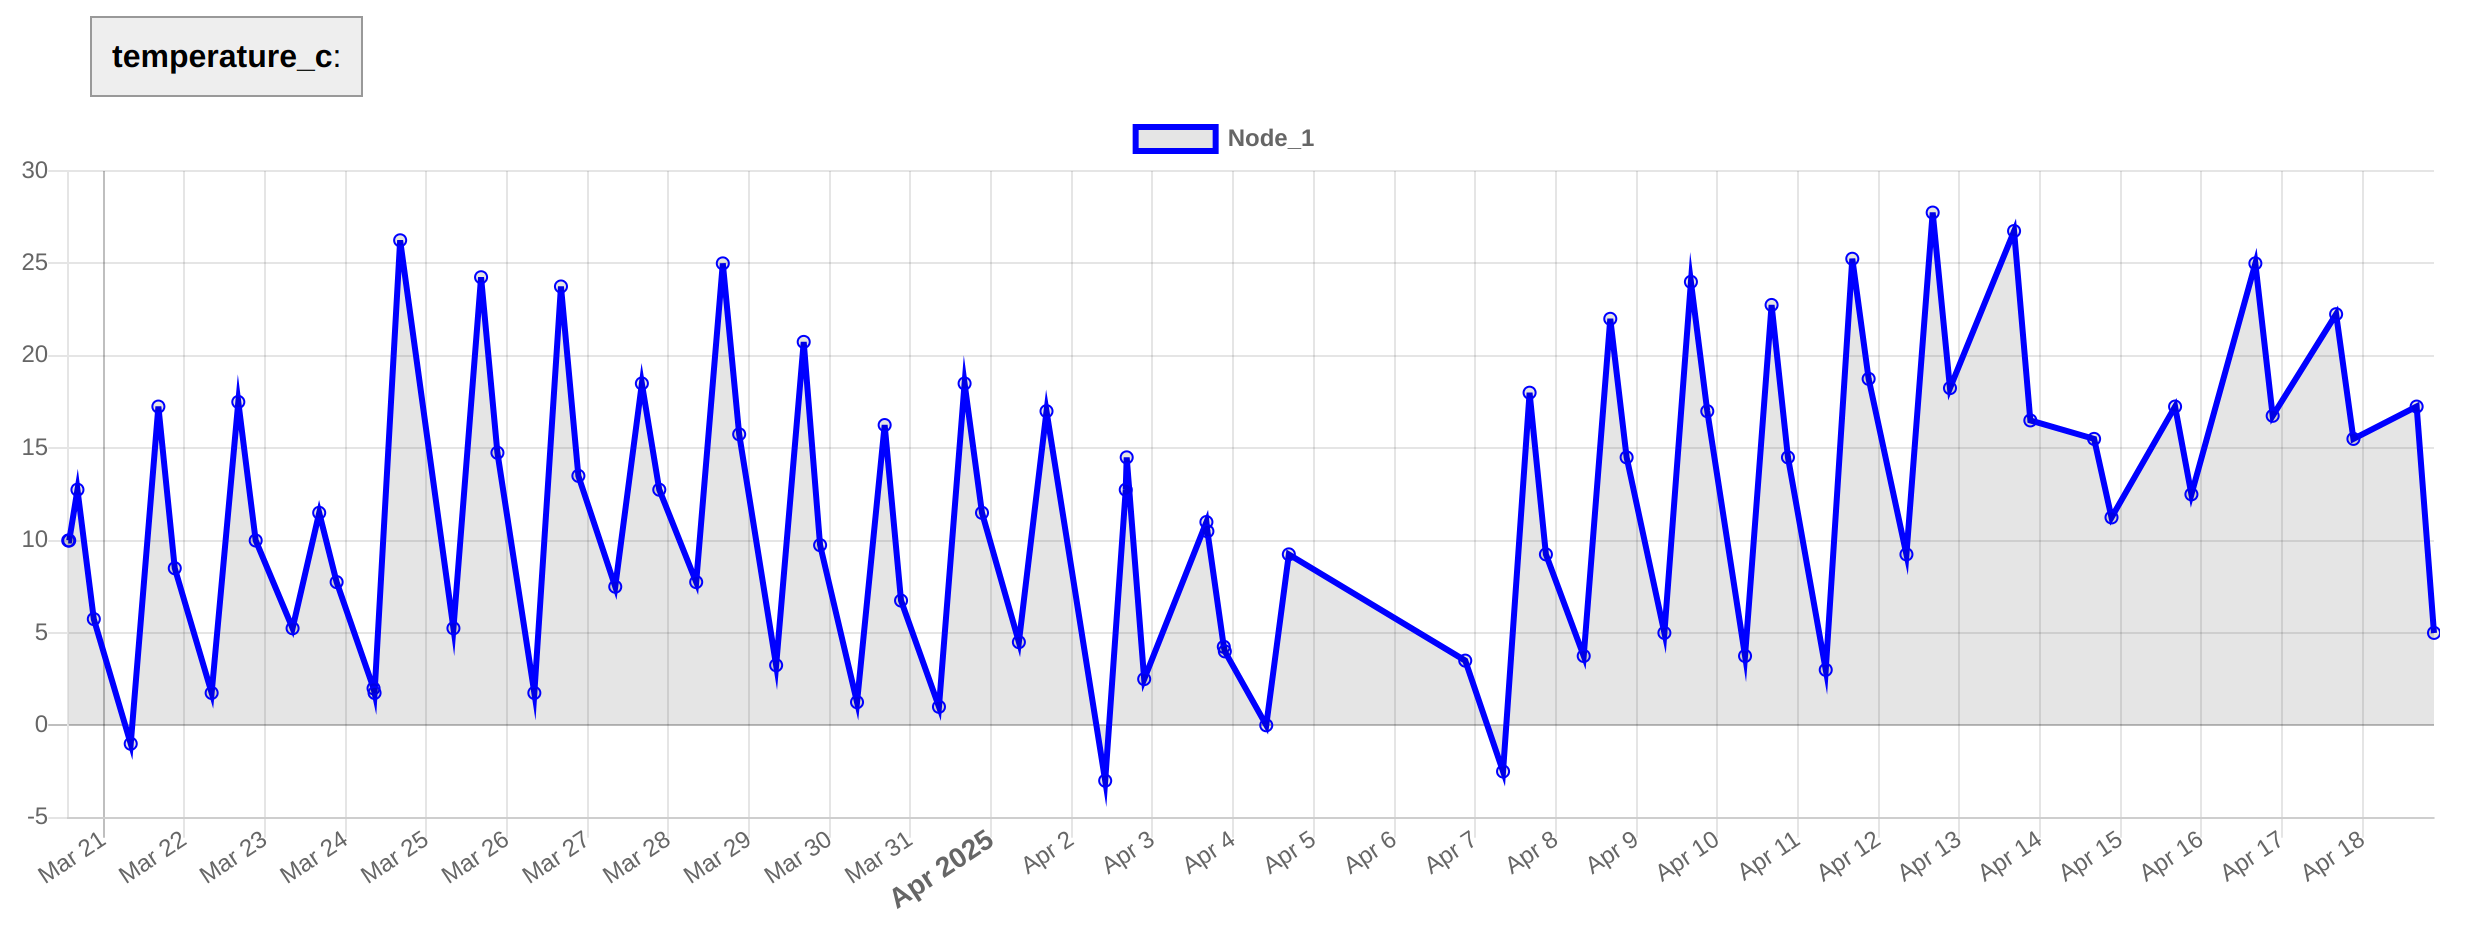 temperature_c:
Node_1
30
25
20
15
10
5
0
-5
Mar 21
Mar 22
Mar 23
Mar 24
Mar 25
Mar 26
Mar 27
Mar 28
Mar 29
Mar 30
Mar 31
Apr 2025
Apr 2
Apr 3
Apr 4
Apr 5
Apr 6
Apr 7
Apr 8
Apr 9
Apr 10
Apr 11
Apr 12
Apr 13
Apr 14
Apr 15
Apr 16
Apr 17
Apr 18